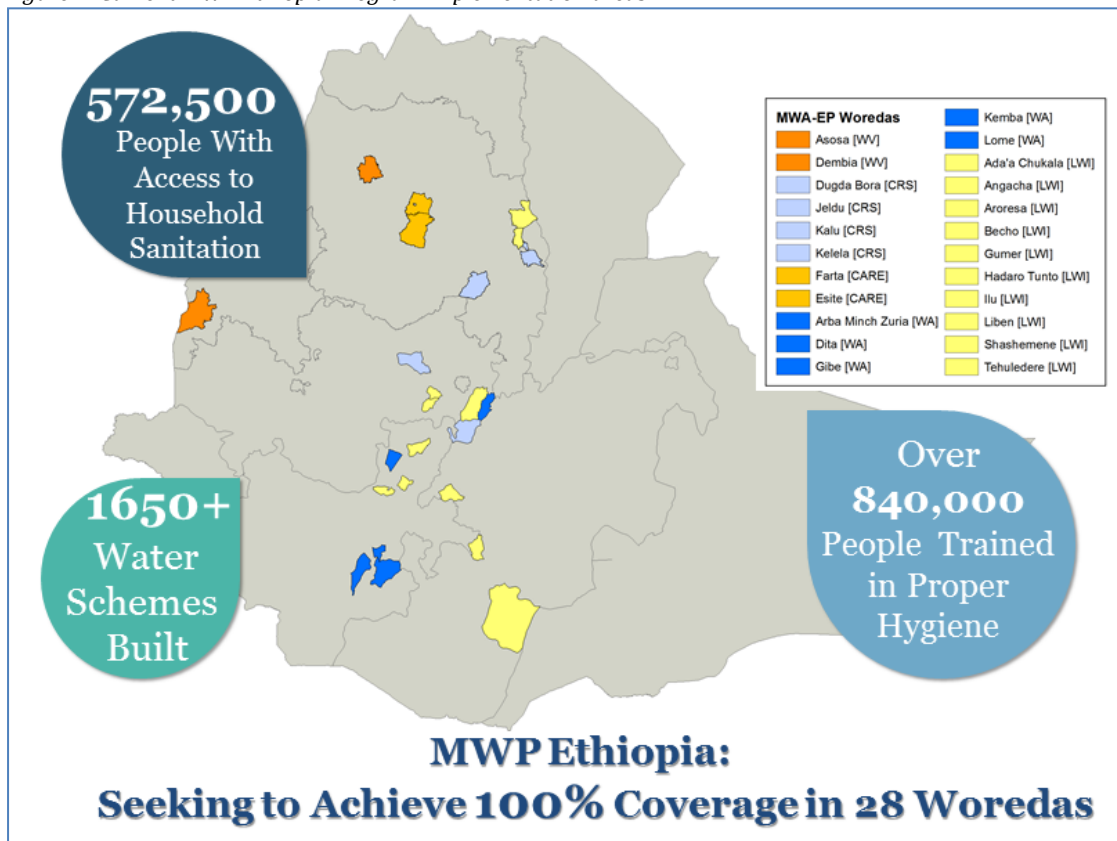 572,500
People With
Access to
Household
Sanitation
MWA-EP Woredas
Asosa [WV]
Dembia [WV]
Dugda Bora [CRS]
Jeldu [CRS]
Kalu [CRS]
Kelela [CRS]
Farta [CARE]
Esite [CARE]
Arba Minch Zuria [WA]
Dita [WA]
Gibe [WA]
Kemba [WA]
Lome [WA]
Ada'a Chukala [LWI]
Angacha [LWI]
Aroresa [LWI]
Becho [LWI]
Gumer [LWI]
Hadaro Tunto [LWI]
Ilu [LWI]
Liben [LWI]
Shashemene [LWI]
Tehuledere [LWI]
1650+
Water
Schemes
Built
Over
840,000
People Trained
in Proper
Hygiene
MWP Ethiopia:
Seeking to Achieve 100% Coverage in 28 Woredas